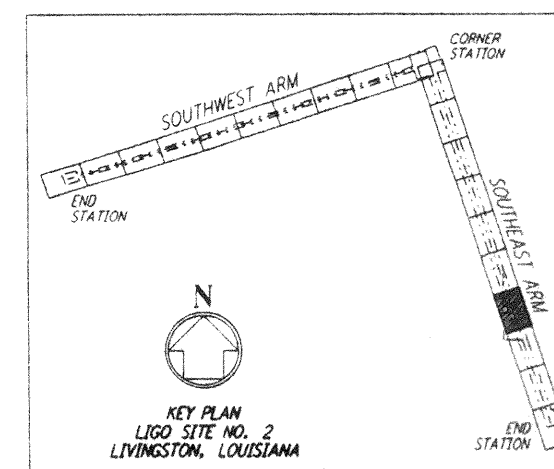 CORNER
STATION
SOUTHWEST ARM
END
STATION
SOUTHEAST ARM
N
KEY PLAN
LIGO SITE NO. 2
LIVINGSTON, LOUISIANA
END
STATION